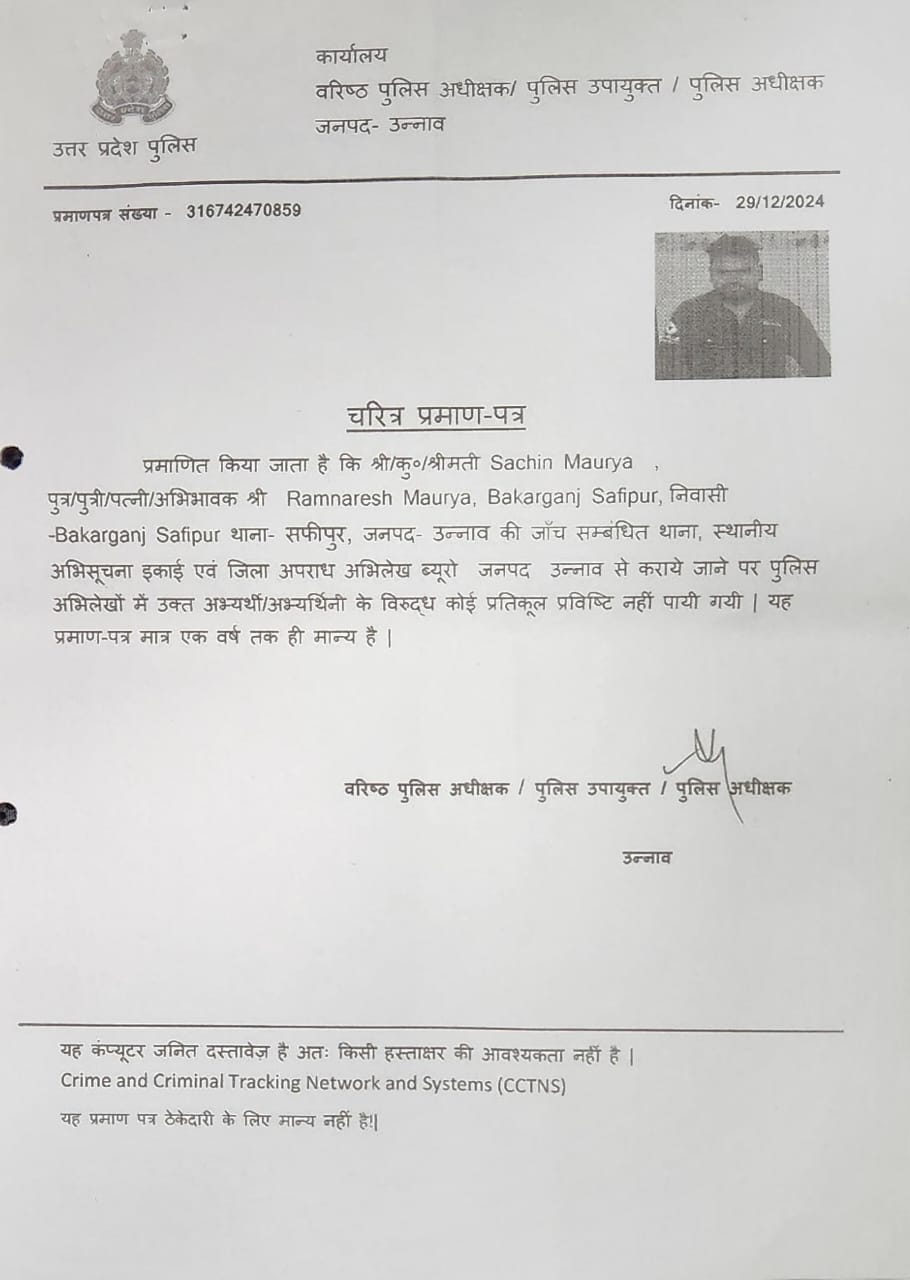 कार्यालय
वरिष्ठ पुलिस अधीक्षक/ पुलिस उपायुक्त / पुलिस अधीक्षक
जनपद- उन्नाव
उत्तर प्रदेश पुलिस
प्रमाणपत्र संख्या - 316742470859
दिनांक- 29/12/2024
चरित्र प्रमाण-पत्र
प्रमाणित किया जाता है कि श्री/कु०/श्रीमती Sachin Maurya ,
पुत्र/पुत्री/पत्नी/अभिभावक श्री Ramnaresh Maurya, Bakarganj Safipur, निवासी
-Bakarganj Safipur थाना- सफीपुर, जनपद- उन्नाव की जाँच सम्बंधित थाना, स्थानीय
अभिसूचना इकाई एवं जिला अपराध अभिलेख ब्यूरो जनपद उन्नाव से कराये जाने पर पुलिस
अभिलेखों में उक्त अभ्यर्थी/अभ्यर्थिनी के विरुद्ध कोई प्रतिकूल प्रविष्टि नहीं पायी गयी | यह
प्रमाण-पत्र मात्र एक वर्ष तक ही मान्य है |
वरिष्ठ पुलिस अधीक्षक / पुलिस उपायुक्त / पुलिस अधीक्षक
उन्नाव
यह कंप्यूटर जनित दस्तावेज़ है अतः किसी हस्ताक्षर की आवश्यकता नहीं है |
Crime and Criminal Tracking Network and Systems (CCTNS)
यह प्रमाण पत्र ठेकेदारी के लिए मान्य नहीं है!|